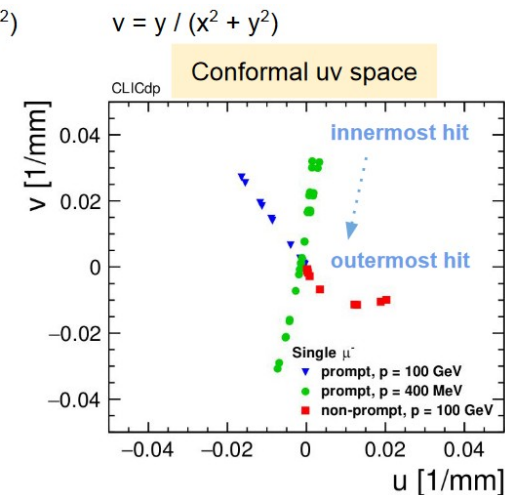 ²)
v = y / (x² + y²)
Conformal uv space
CLICdp
v [1/mm]
0.04
0.02
0
−0.02
−0.04
innermost hit
outermost hit
Single μ⁻
prompt, p = 100 GeV
prompt, p = 400 MeV
non-prompt, p = 100 GeV
−0.04
−0.02
0
0.02
0.04
u [1/mm]